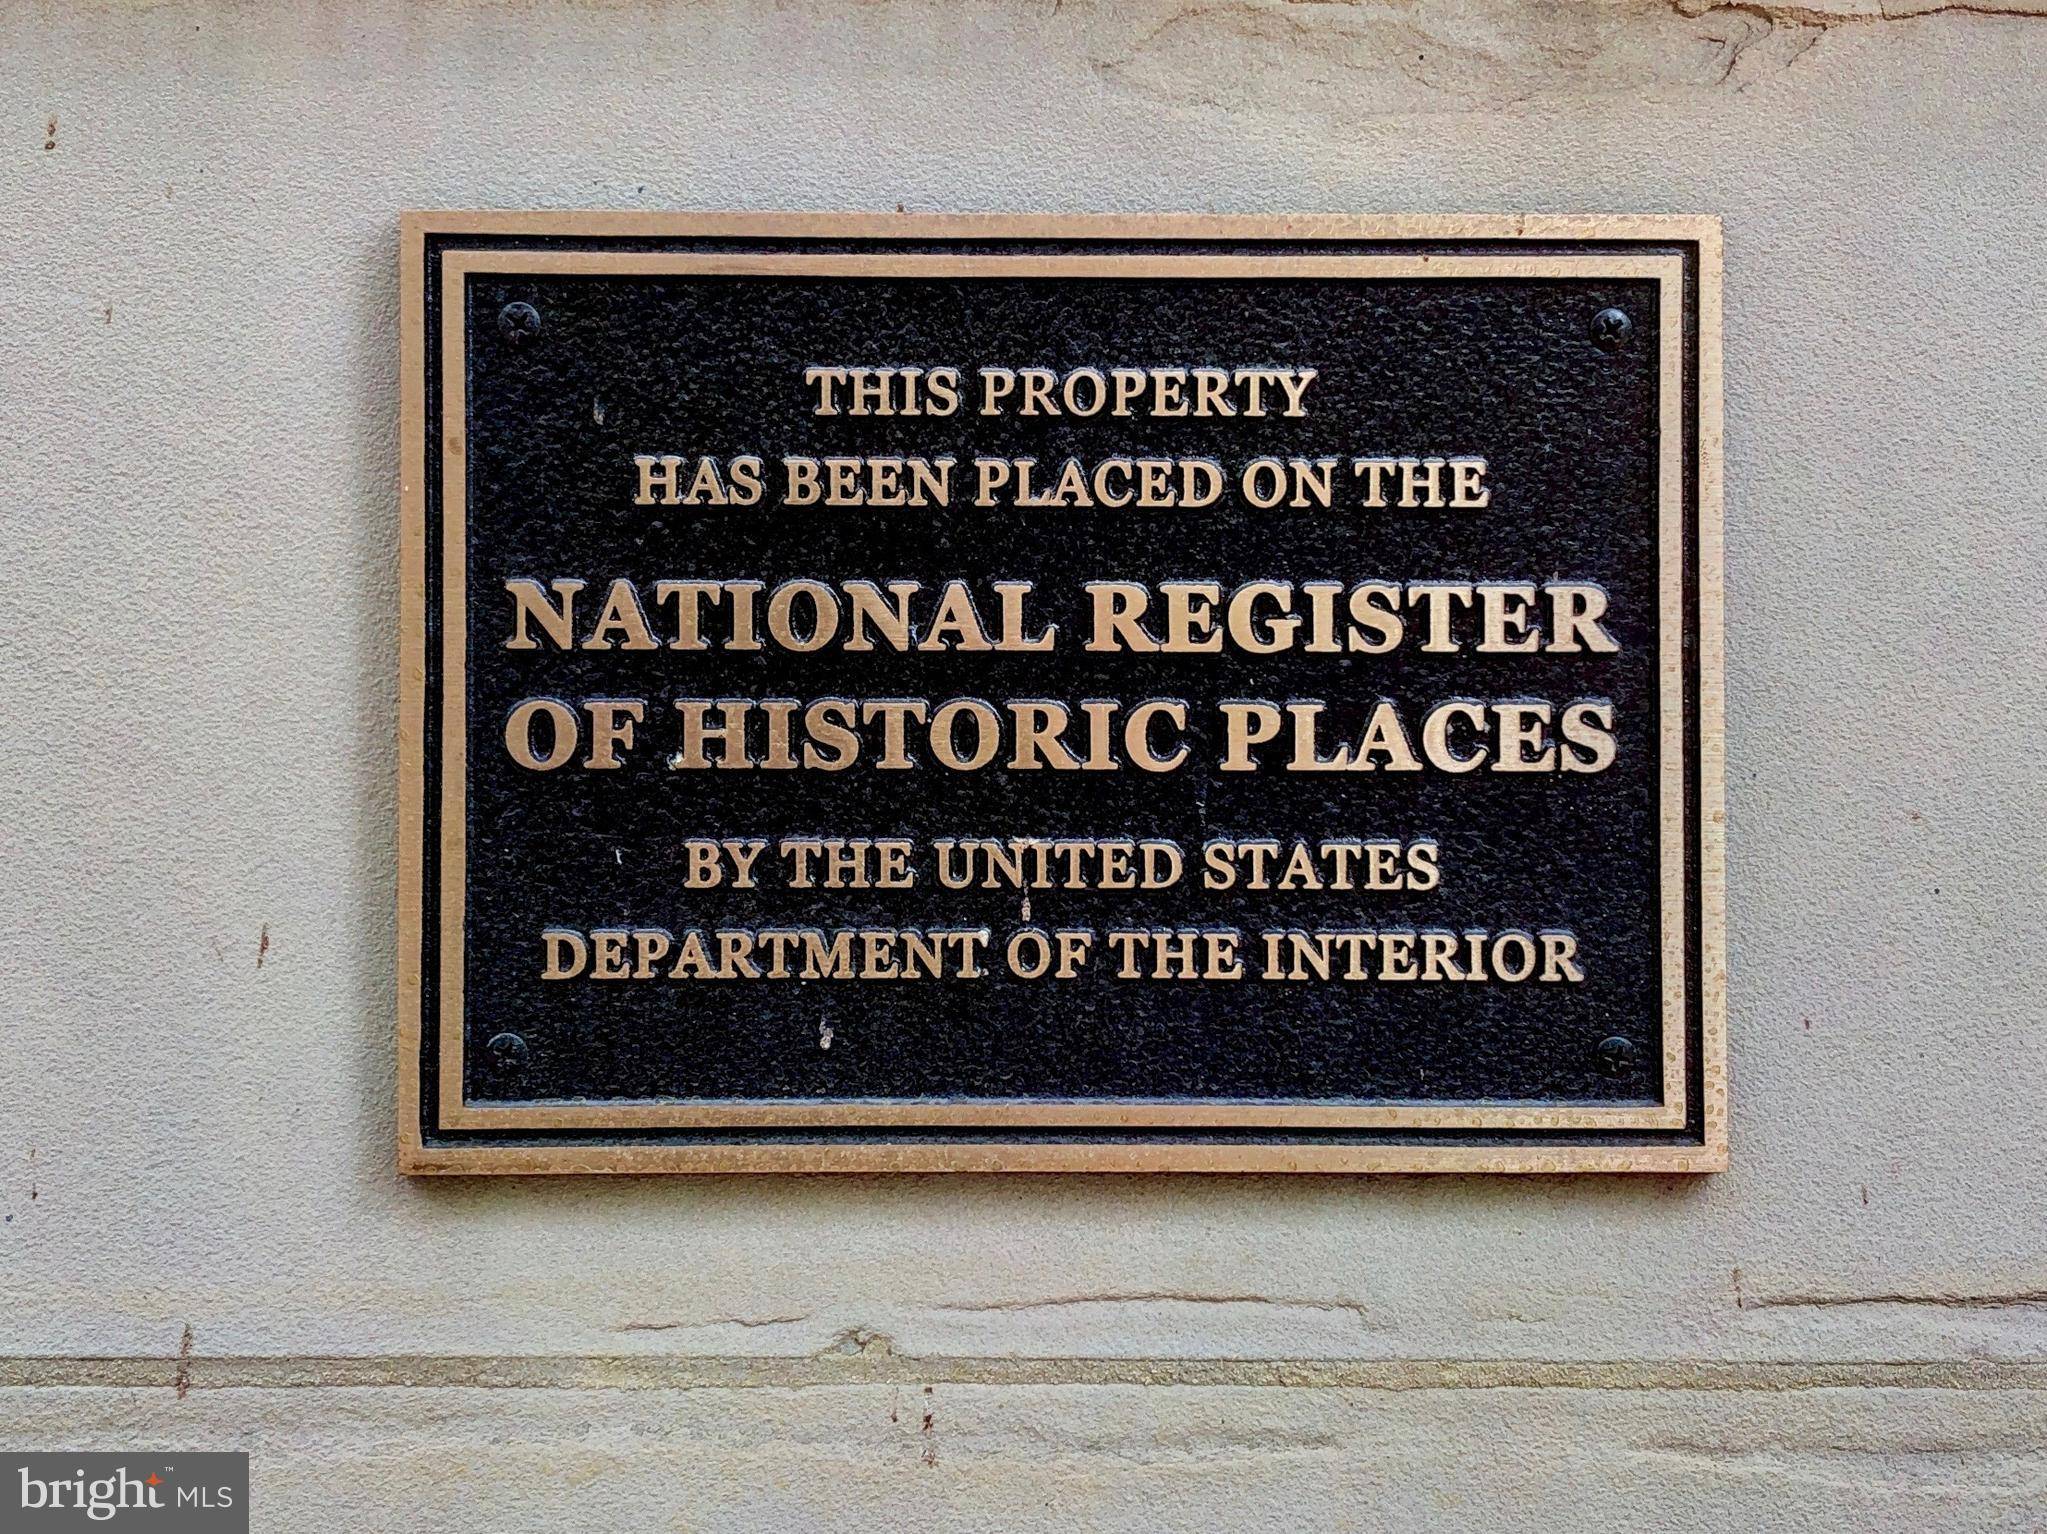 THIS PROPERTY
HAS BEEN PLACED ON THE
NATIONAL REGISTER
OF HISTORIC PLACES
BY THE UNITED STATES
DEPARTMENT OF THE INTERIOR
bright™ MLS